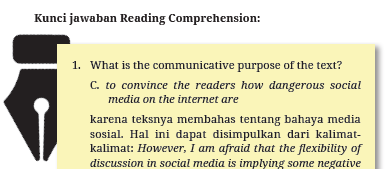 Kunci jawaban Reading Comprehension:
1. What is the communicative purpose of the text?
C. to convince the readers how dangerous social
media on the internet are
karena teksnya membahas tentang bahaya media
sosial. Hal ini dapat disimpulkan dari kalimat-
kalimat: However, I am afraid that the flexibility of
discussion in social media is implying some negative